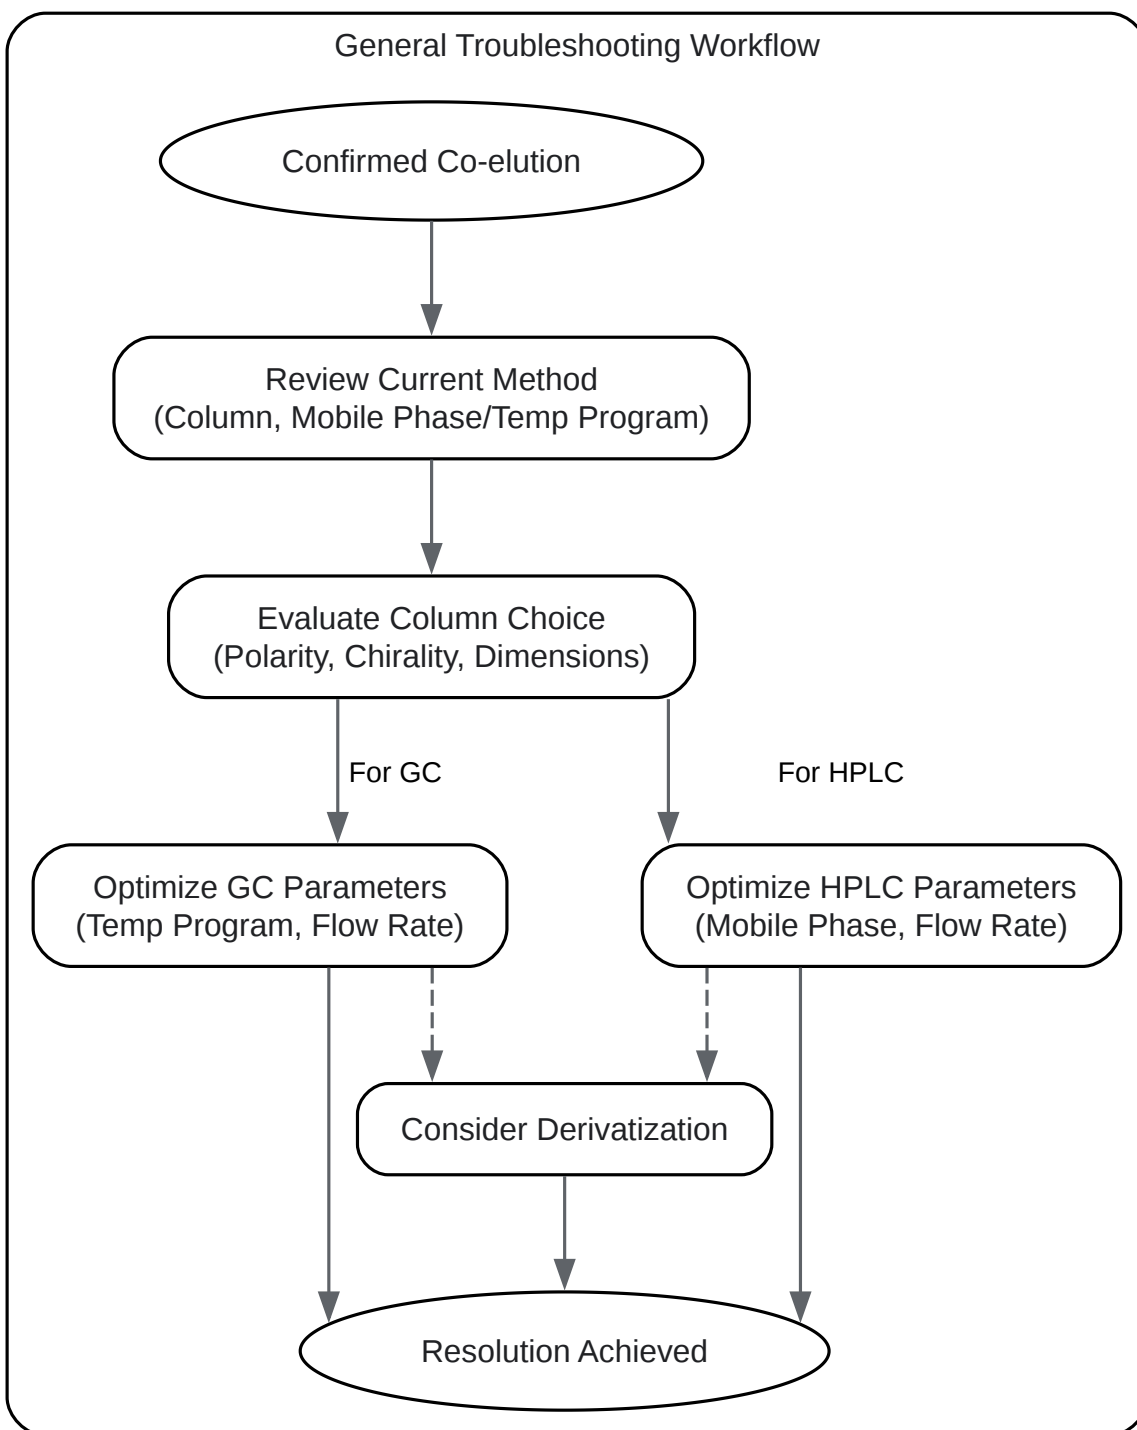 General Troubleshooting Workflow
Confirmed Co-elution
Review Current Method
(Column, Mobile Phase/Temp Program)
Evaluate Column Choice
(Polarity, Chirality, Dimensions)
For GC
For HPLC
Optimize GC Parameters
(Temp Program, Flow Rate)
Optimize HPLC Parameters
(Mobile Phase, Flow Rate)
Consider Derivatization
Resolution Achieved